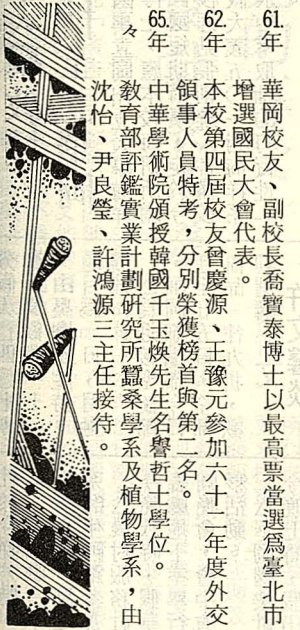 61.年 華岡校友、副校長喬寶泰博士以最高票當選爲臺北市
增選國民大會代表。
62.年 本校第四屆校友曾慶源、王豫元參加六十二年度外交
領事人員特考，分別榮獲榜首與第二名。
65.年 中華學術院頒授韓國千玉煥先生名譽哲士學位。
々 教育部評鑑實業計劃研究所蠶桑學系及植物學系，由
沈怡、尹良瑩、許鴻源三主任接待。